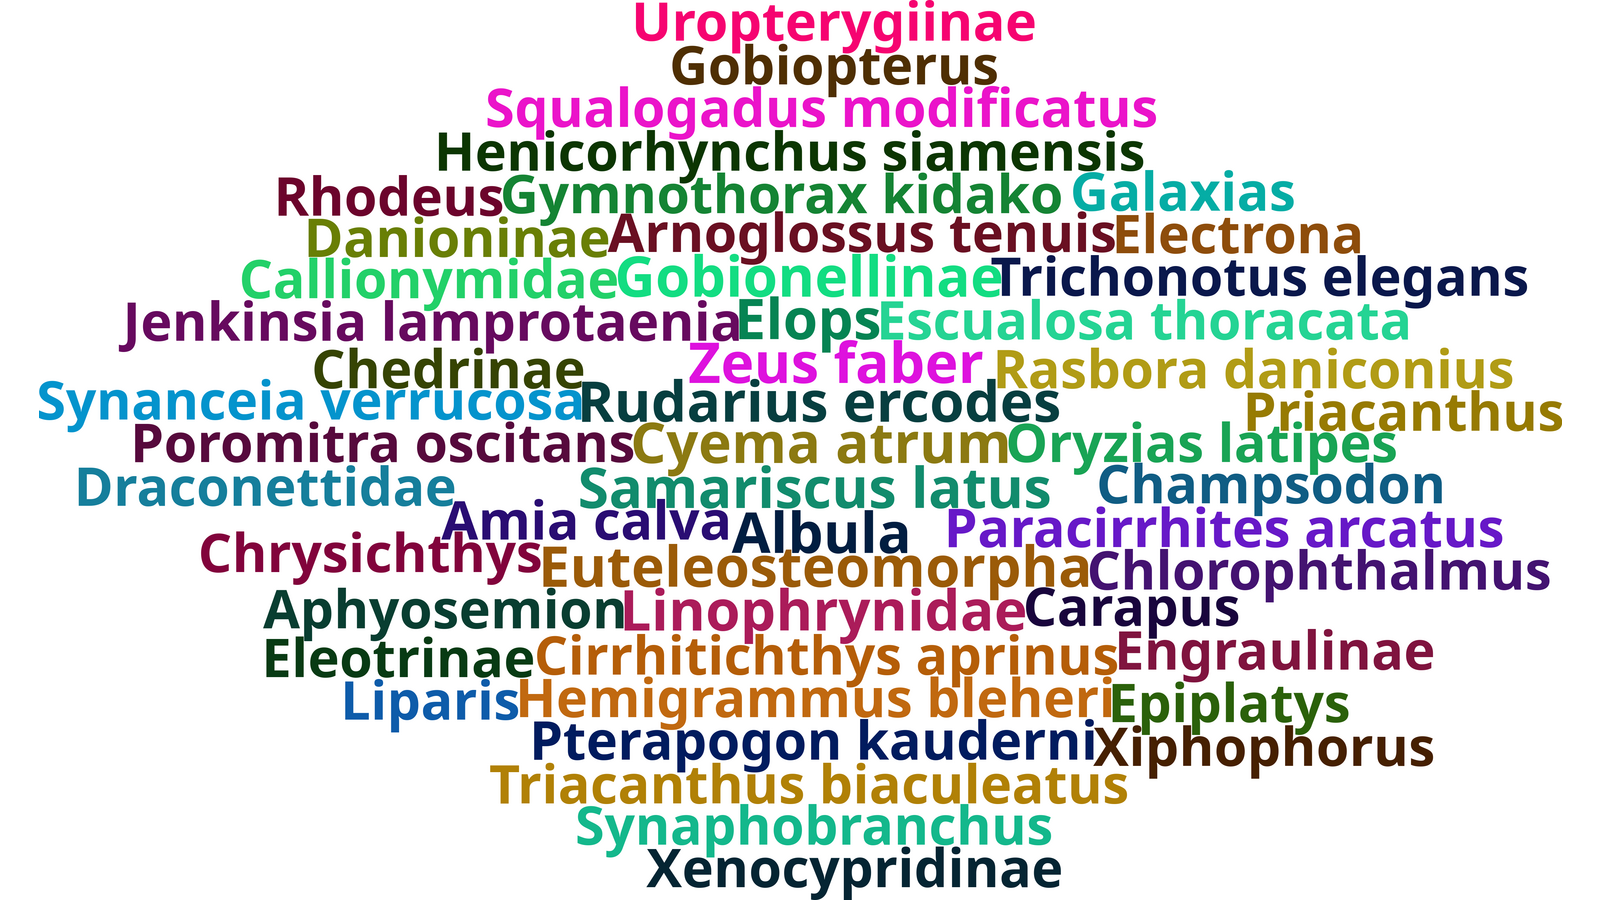 Uropterygiinae
Gobiopterus
Squalogadus modificatus
Henicorhynchus siamensis
Rhodeus Gymnothorax kidako Galaxias
Danioninae Arnoglossus tenuis Electrona
Callionymidae Gobionellinae Trichonotus elegans
Jenkinsia lamprotaenia Elops Escualosa thoracata
Chedrinae Zeus faber Rasbora daniconius
Synanceia verrucosa Rudarius ercodes Priacanthus
Poromitra oscitans Cyema atrum Oryzias latipes
Draconettidae Samariscus latus Champsodon
Amia calva Albula Paracirrhites arcatus
Chrysichthys Euteleosteomorpha Chlorophthalmus
Aphyosemion Linophrynidae Carapus
Eleotrinae Cirrhitichthys aprinus Engraulinae
Liparis Hemigrammus bleheri Epiplatys
Pterapogon kauderni Xiphophorus
Triacanthus biaculeatus
Synaphobranchus
Xenocypridinae